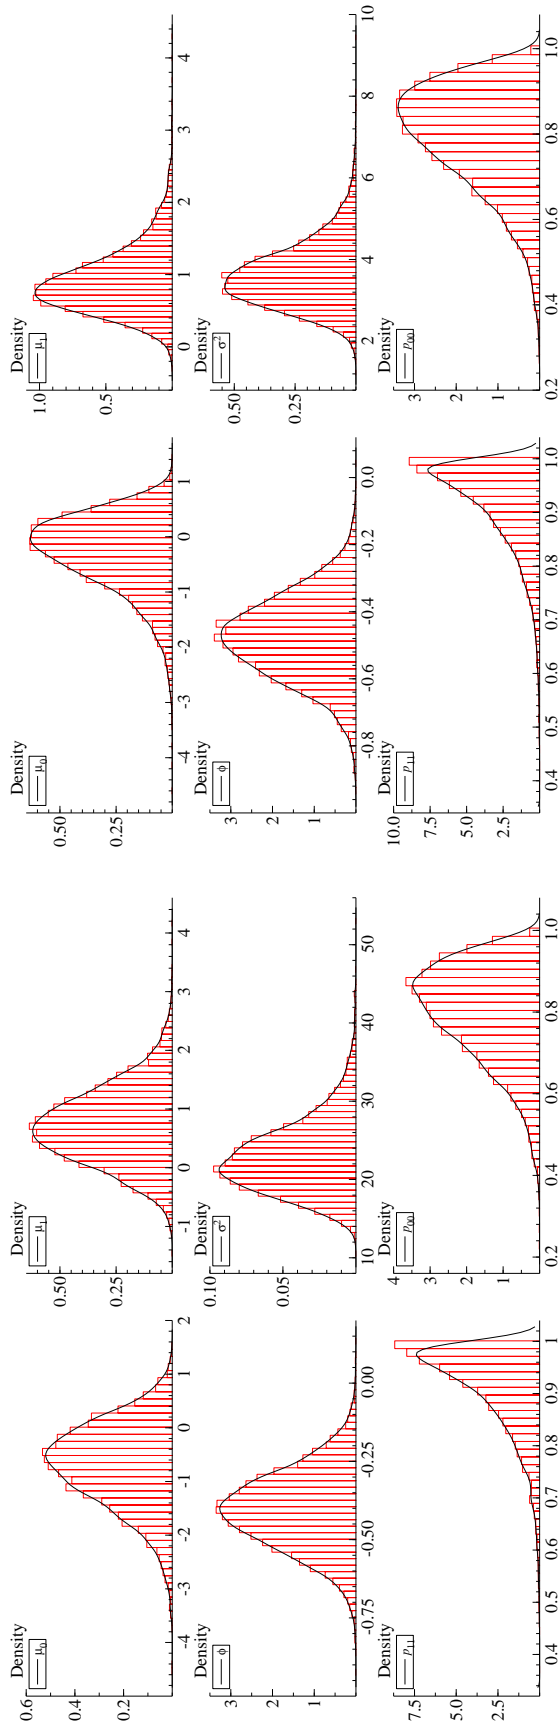 Density
μ₀
0.6
0.4
0.2
-4 -3 -2 -1 0 1 2
Density
μ₁
0.50
0.25
-1 0 1 2 3 4
Density
μ₀
0.50
0.25
-4 -3 -2 -1 0 1
Density
μ₁
1.0
0.5
0 1 2 3 4
Density
φ
3
2
1
-0.75 -0.50 -0.25 0.00
Density
σ²
0.10
0.05
10 20 30 40 50
Density
φ
3
2
1
-0.8 -0.6 -0.4 -0.2 0.0
Density
σ²
0.50
0.25
2 4 6 8 10
Density
p₁₁
7.5
5.0
2.5
0.4 0.5 0.6 0.7 0.8 0.9 1
Density
p₀₀
4
3
2
1
0.2 0.4 0.6 0.8 1.0
Density
p₁₁
10.0
7.5
5.0
2.5
0.4 0.5 0.6 0.7 0.8 0.9 1.0
Density
p₀₀
3
2
1
0.2 0.4 0.6 0.8 1.0